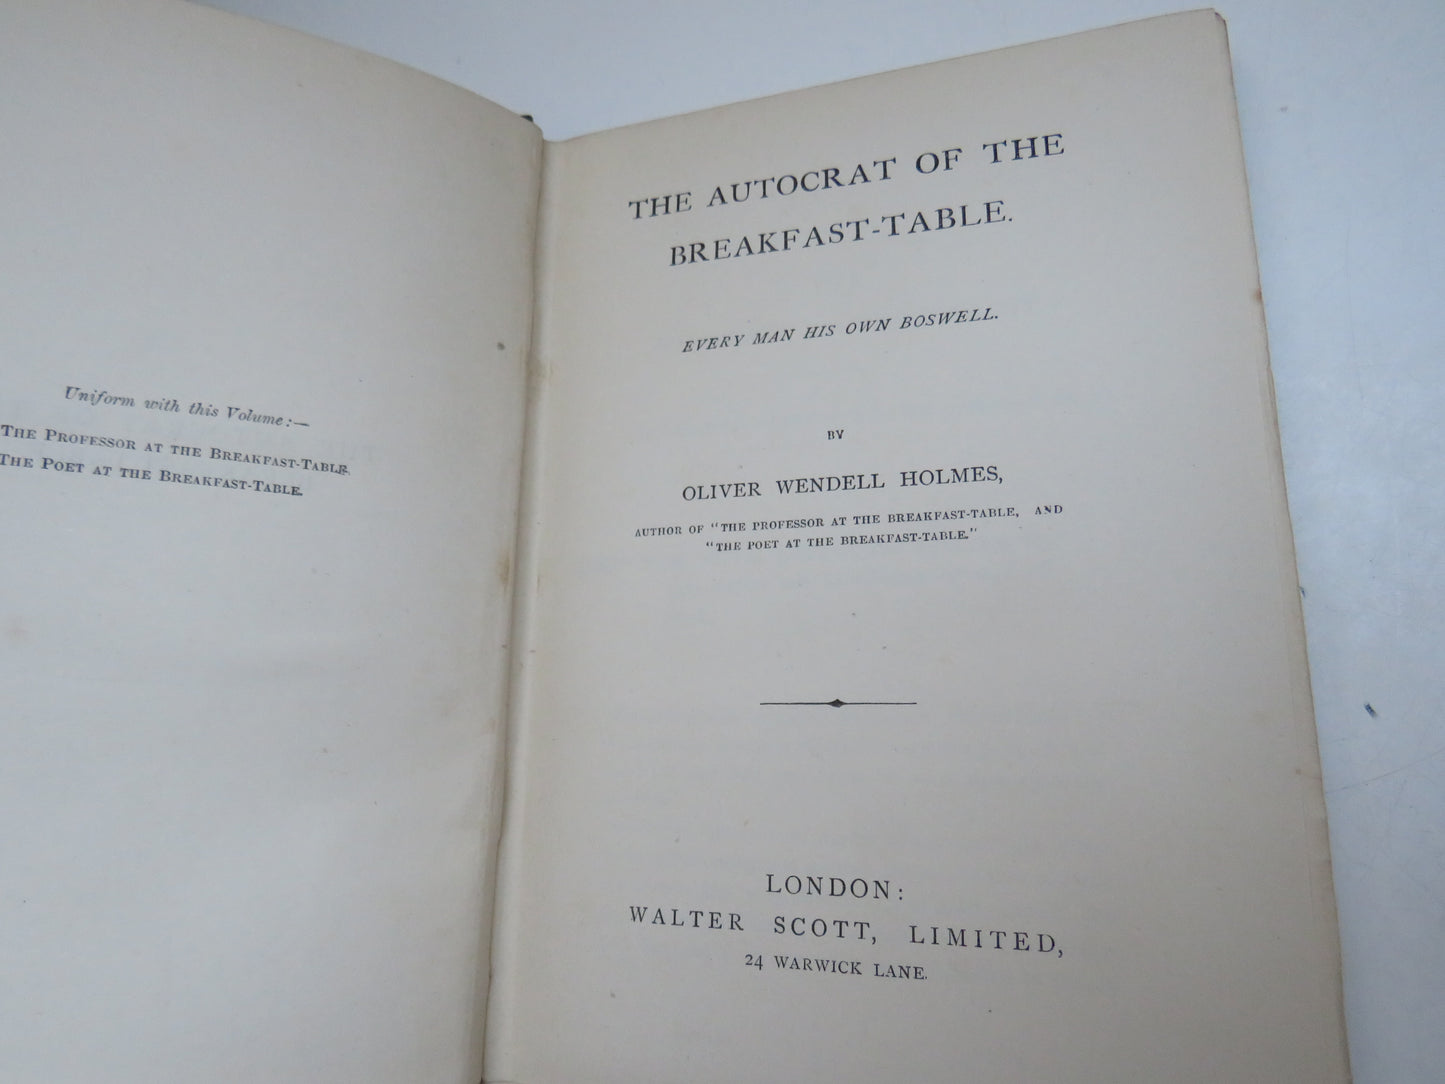 Uniform with this Volume:—
THE PROFESSOR AT THE BREAKFAST-TABLE.
THE POET AT THE BREAKFAST-TABLE.
THE AUTOCRAT OF THE
BREAKFAST-TABLE.
EVERY MAN HIS OWN BOSWELL.
BY
OLIVER WENDELL HOLMES,
AUTHOR OF "THE PROFESSOR AT THE BREAKFAST-TABLE, AND
"THE POET AT THE BREAKFAST-TABLE."
LONDON:
WALTER SCOTT, LIMITED,
24 WARWICK LANE.